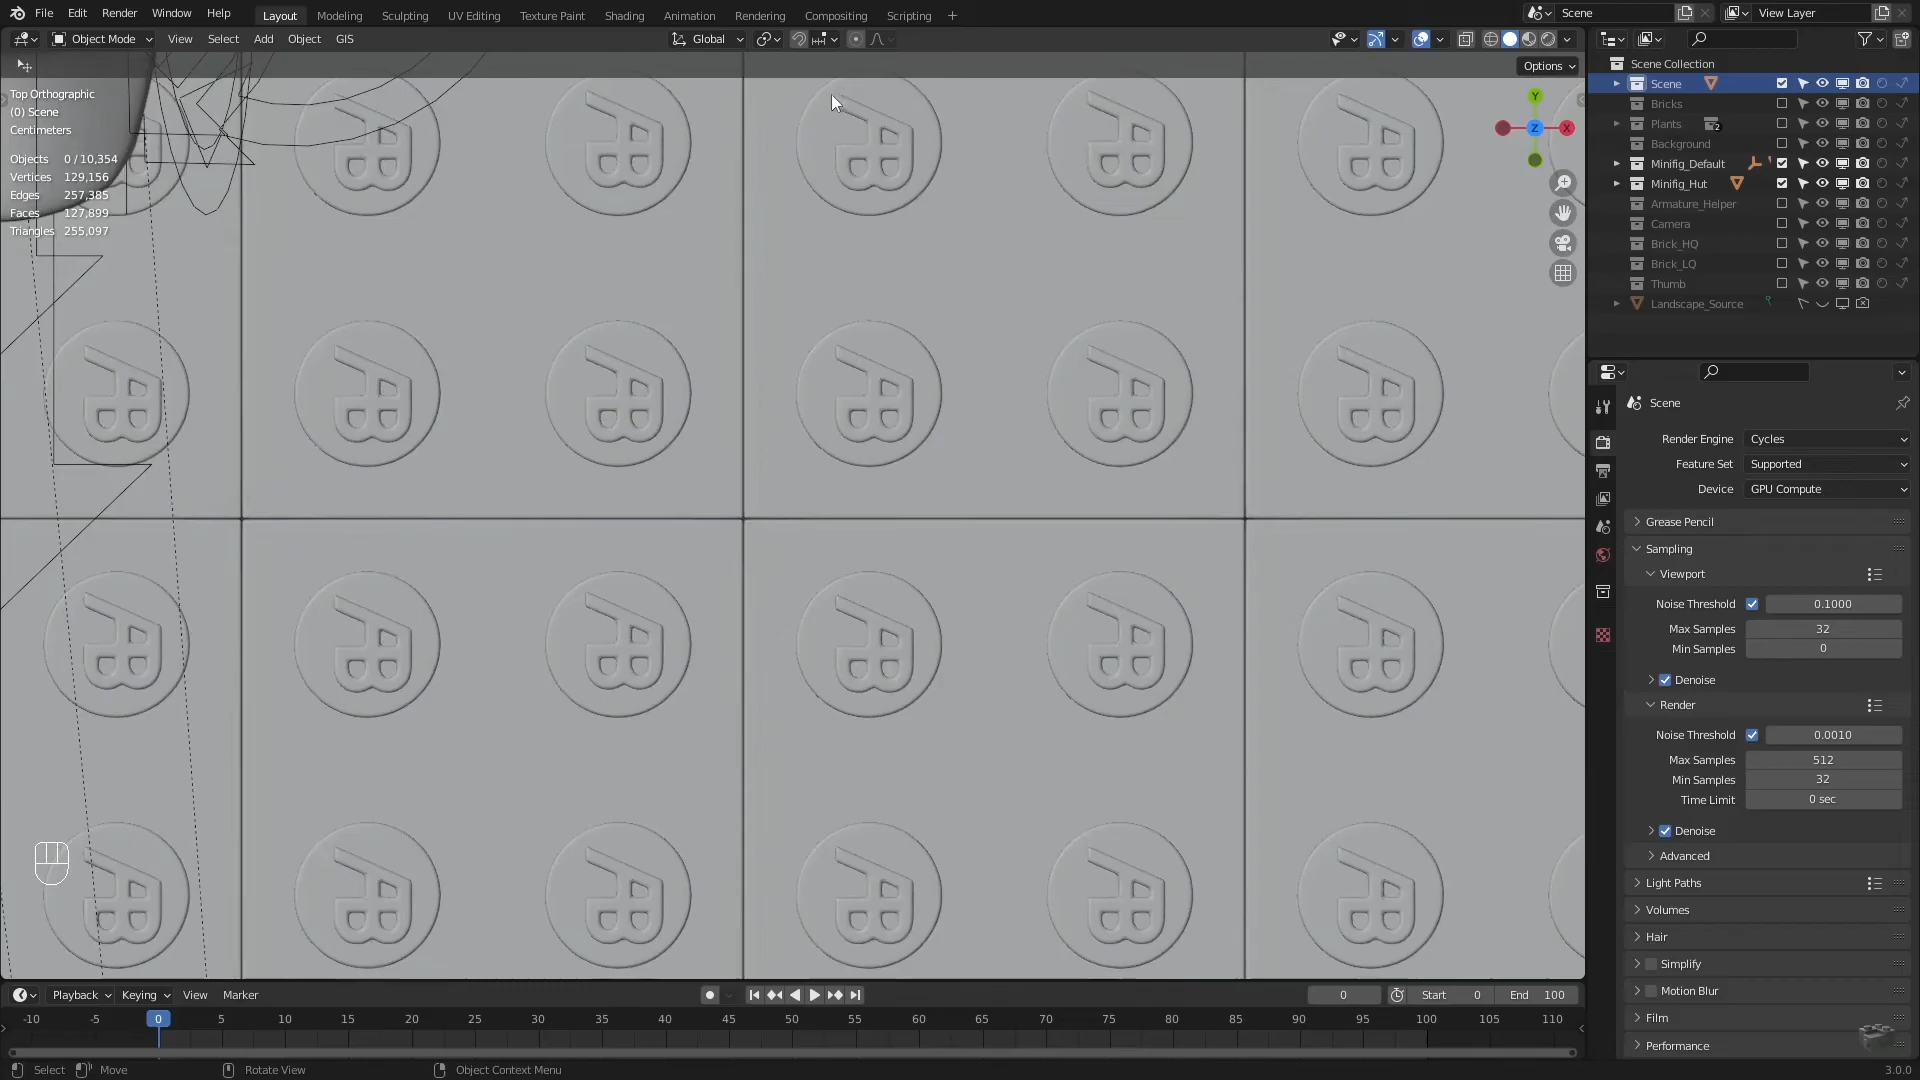 File Edit Render Window Help Layout Modeling Sculpting UV Editing Texture Paint Shading Animation Rendering Compositing Scripting + Scene View Layer
Object Mode View Select Add Object GIS Global
Options
Top Orthographic
(0) Scene
Centimeters
Objects 0 / 10,354
Vertices 129,156
Edges 257,385
Faces 127,899
Triangles 255,097
Y
Z X
Scene Collection
Scene
Bricks
Plants 2
Background
Minifig_Default
Minifig_Hut
Armature_Helper
Camera
Brick_HQ
Brick_LQ
Thumb
Landscape_Source
Scene
Render Engine Cycles
Feature Set Supported
Device GPU Compute
Grease Pencil
Sampling
Viewport
Noise Threshold 0.1000
Max Samples 32
Min Samples 0
Denoise
Render
Noise Threshold 0.0010
Max Samples 512
Min Samples 32
Time Limit 0 sec
Denoise
Advanced
Light Paths
Volumes
Hair
Simplify
Motion Blur
Film
Performance
Playback Keying View Marker 0 Start 0 End 100
-10 -5 0 5 10 15 20 25 30 35 40 45 50 55 60 65 70 75 80 85 90 95 100 105 110
Select Move Rotate View Object Context Menu 3.0.0